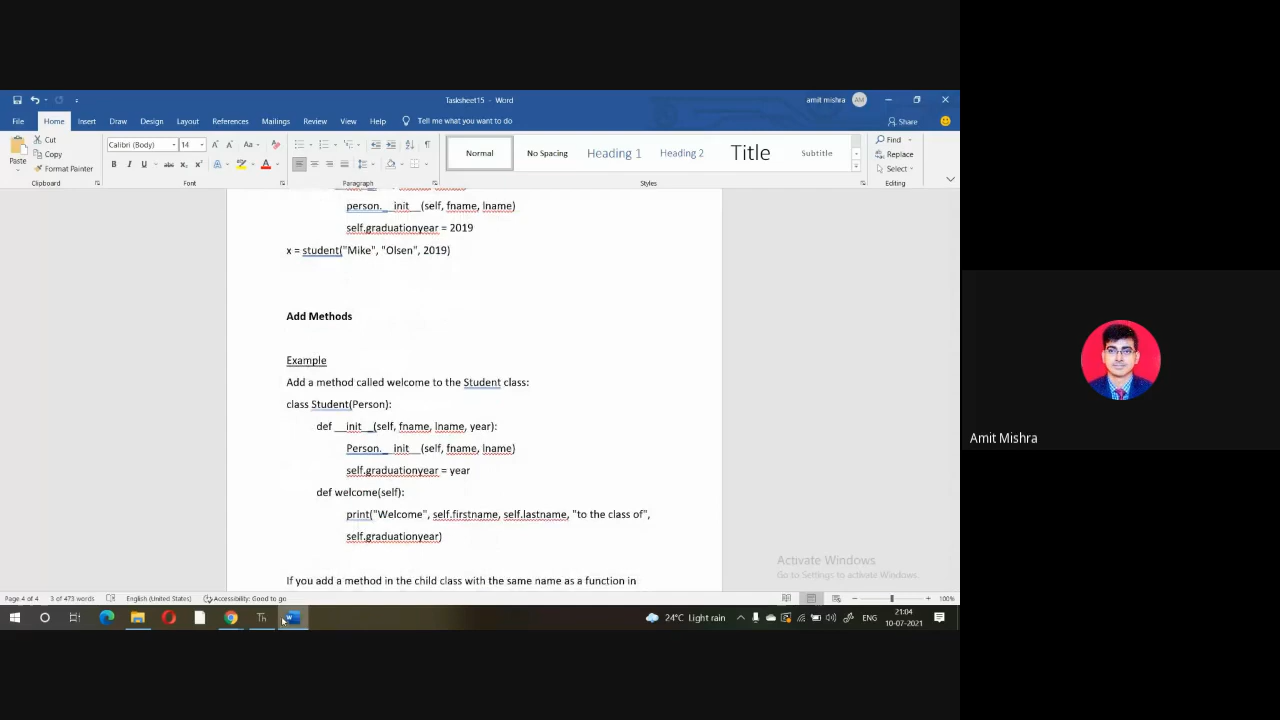 Tasksheet15 - Word
amit mishra AM
File Home Insert Draw Design Layout References Mailings Review View Help Tell me what you want to do Share
Paste
Cut
Copy
Format Painter
Clipboard
Calibri (Body) 14
Font
Paragraph
Normal No Spacing Heading 1 Heading 2 Title Subtitle
Styles
Find
Replace
Select
Editing
person.__init__(self, fname, lname)
self.graduationyear = 2019
x = student("Mike", "Olsen", 2019)
Add Methods
Example
Add a method called welcome to the Student class:
class Student(Person):
def __init__(self, fname, lname, year):
Person.__init__(self, fname, lname)
self.graduationyear = year
def welcome(self):
print("Welcome", self.firstname, self.lastname, "to the class of",
self.graduationyear)
If you add a method in the child class with the same name as a function in
Activate Windows
Go to Settings to activate Windows.
Page 4 of 4 3 of 473 words English (United States) Accessibility: Good to go 100%
24°C Light rain ENG 21:04
10-07-2021
Amit Mishra